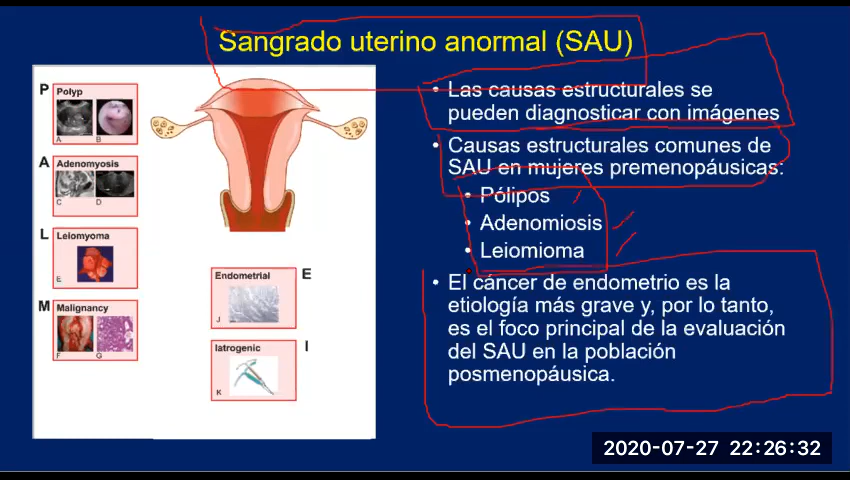 Sangrado uterino anormal (SAU)
P
Polyp
A
B
A
Adenomyosis
C
D
L
Leiomyoma
E
M
Malignancy
F
G
Endometrial
E
J
Iatrogenic
I
K
• Las causas estructurales se
pueden diagnosticar con imágenes
• Causas estructurales comunes de
SAU en mujeres premenopáusicas:
• Pólipos
• Adenomiosis
• Leiomioma
• El cáncer de endometrio es la
etiología más grave y, por lo tanto,
es el foco principal de la evaluación
del SAU en la población
posmenopáusica.
2020-07-27 22:26:32